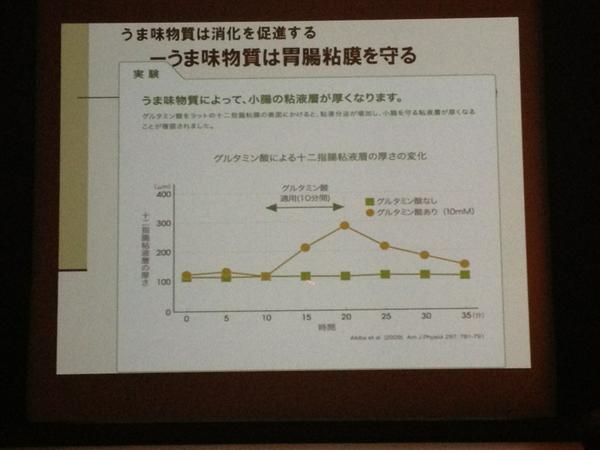 うま味物質は消化を促進する
ーうま味物質は胃腸粘膜を守る
実験
うま味物質によって、小腸の粘液層が厚くなります。
グルタミン酸をラットの十二指腸粘膜の表面にかけると、粘液分泌が増加し、小腸を守る粘液層が厚くなる
ことが確認されました。
グルタミン酸による十二指腸粘液層の厚さの変化
(μm)
400
300
200
100
0
十二指腸粘液層の厚さ
グルタミン酸
適用(10分間)
グルタミン酸なし
グルタミン酸あり (10mM)
0 5 10 15 20 25 30 35(分)
時間
Akiba et al. (2009) Am J Physiol 297: 781-791